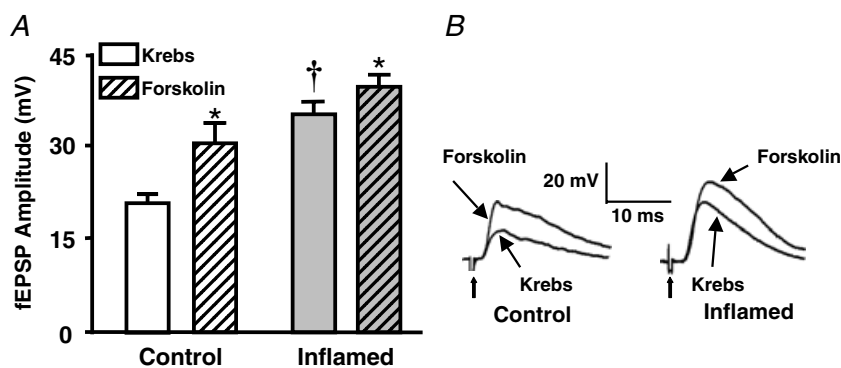 A
fEPSP Amplitude (mV)
45
30
15
0
Krebs
Forskolin
*
†
*
Control
Inflamed
B
Forskolin
Krebs
Control
20 mV
10 ms
Forskolin
Krebs
Inflamed